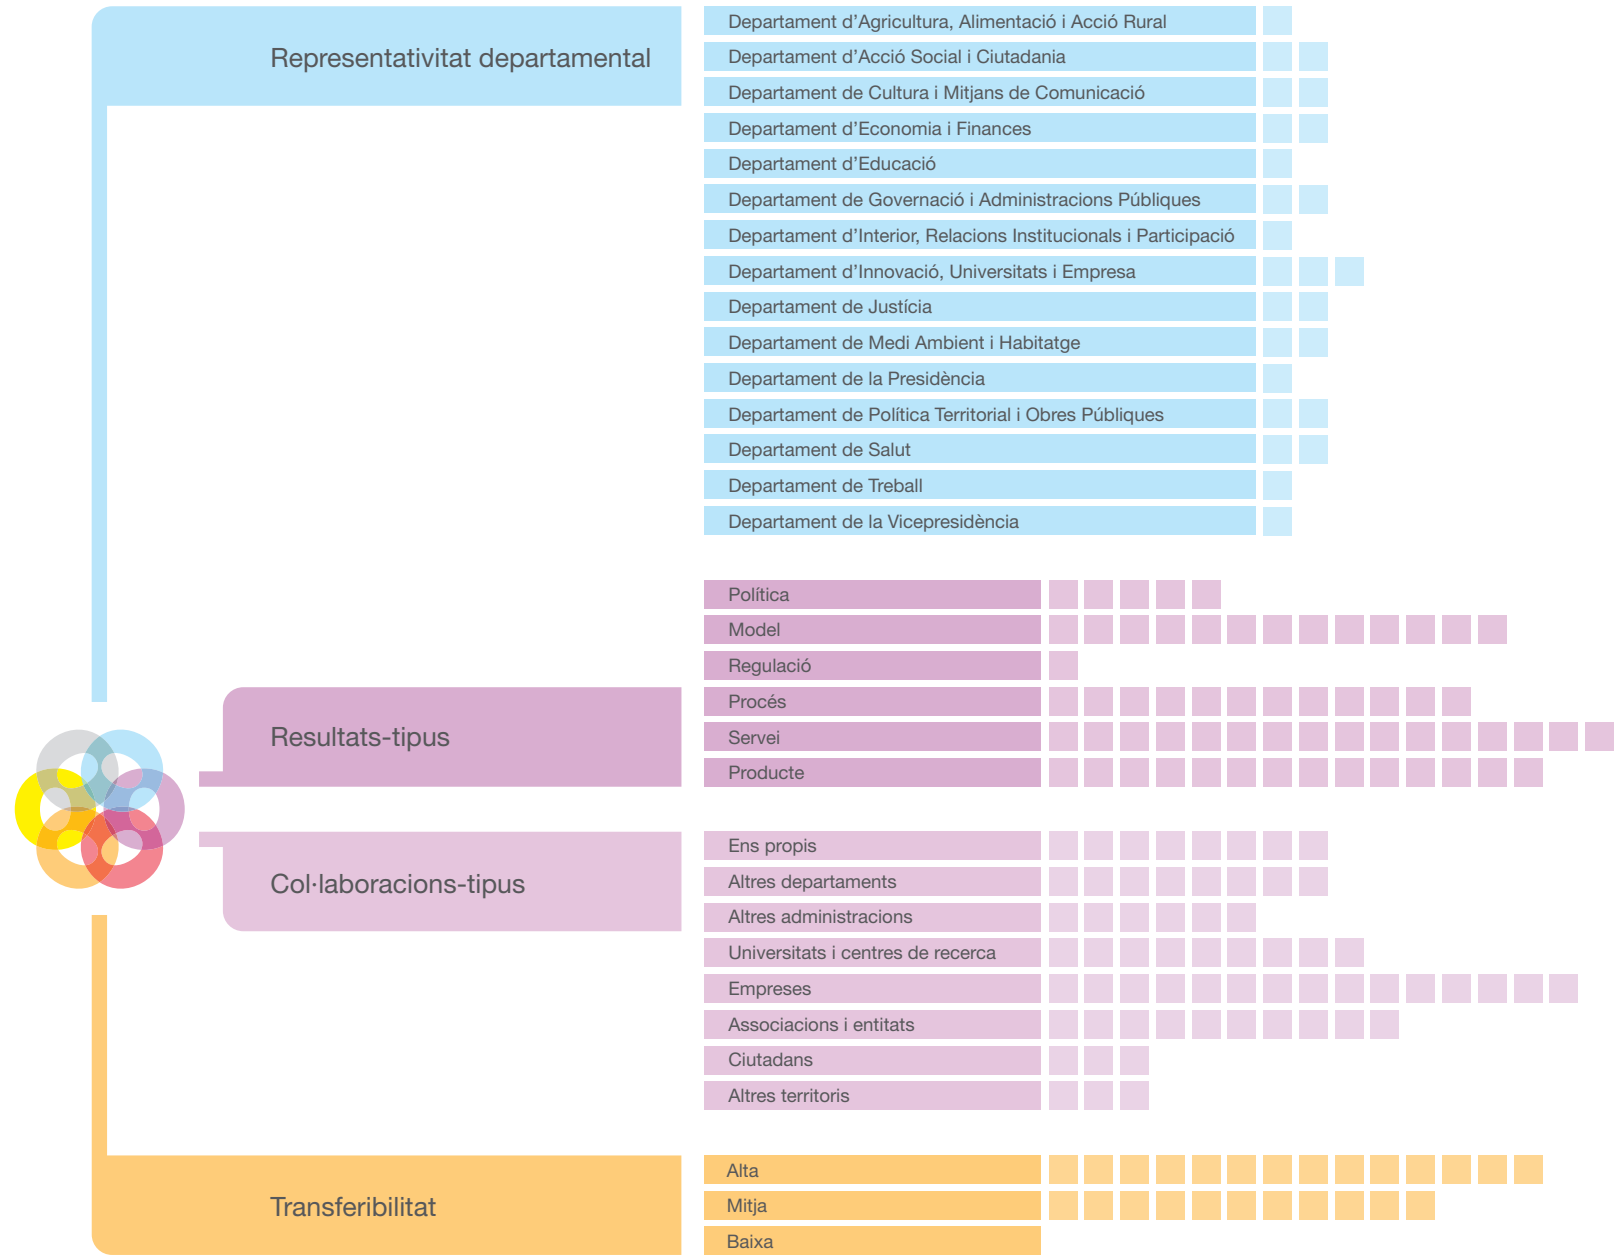 Representativitat departamental
Departament d’Agricultura, Alimentació i Acció Rural
Departament d’Acció Social i Ciutadania
Departament de Cultura i Mitjans de Comunicació
Departament d’Economia i Finances
Departament d’Educació
Departament de Governació i Administracions Públiques
Departament d’Interior, Relacions Institucionals i Participació
Departament d’Innovació, Universitats i Empresa
Departament de Justícia
Departament de Medi Ambient i Habitatge
Departament de la Presidència
Departament de Política Territorial i Obres Públiques
Departament de Salut
Departament de Treball
Departament de la Vicepresidència
Resultats-tipus
Política
Model
Regulació
Procés
Servei
Producte
Col·laboracions-tipus
Ens propis
Altres departaments
Altres administracions
Universitats i centres de recerca
Empreses
Associacions i entitats
Ciutadans
Altres territoris
Transferibilitat
Alta
Mitja
Baixa